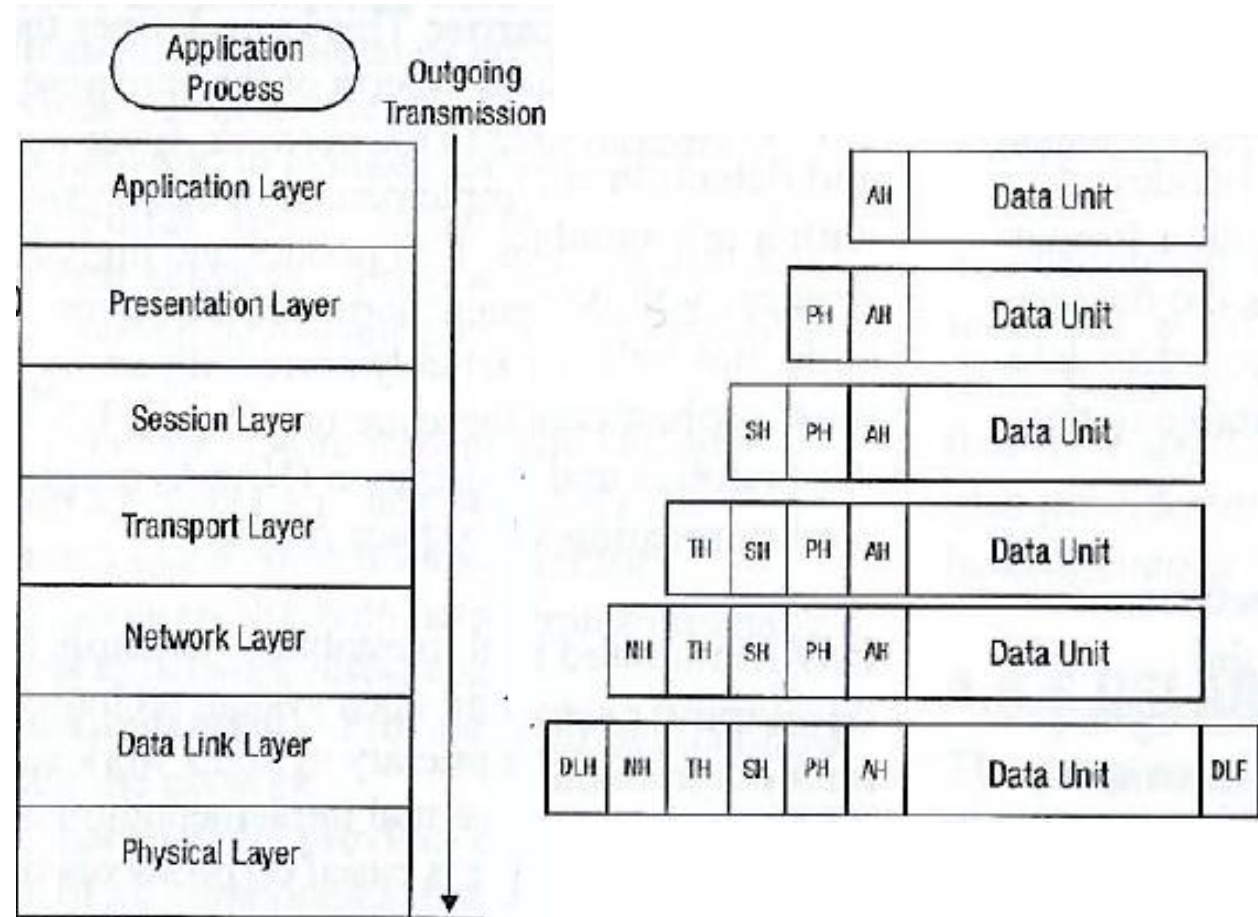 Application
Process
Outgoing
Transmission
Application Layer
AH Data Unit
Presentation Layer
PH AH Data Unit
Session Layer
SH PH AH Data Unit
Transport Layer
TH SH PH AH Data Unit
Network Layer
NH TH SH PH AH Data Unit
Data Link Layer
DLH NH TH SH PH AH Data Unit DLF
Physical Layer